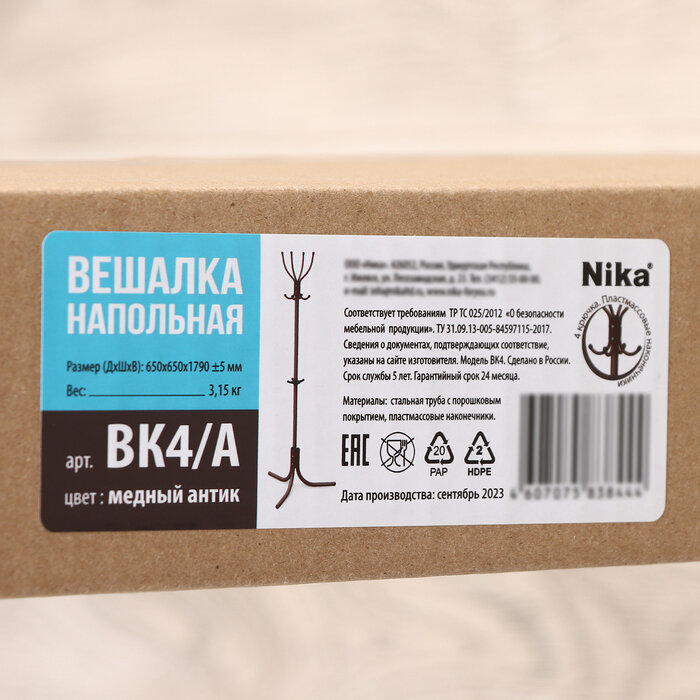 ВЕШАЛКА
НАПОЛЬНАЯ
Размер (ДхШхВ): 650х650х1790 ±5 мм
Вес: 3,15 кг
арт. ВК4/А
цвет : медный антик
Соответствует требованиям ТР ТС 025/2012 «О безопасности
мебельной продукции». ТУ 31.09.13-005-84597115-2017.
Сведения о документах, подтверждающих соответствие,
указаны на сайте изготовителя. Модель ВК4. Сделано в России.
Срок службы 5 лет. Гарантийный срок 24 месяца.
Материалы: стальная труба с порошковым
покрытием, пластмассовые наконечники.
EAC
20
PAP
2
HDPE
Дата производства: сентябрь 2023
Nika®
4 крючка. Пластмассовые наконечники
4 607075 838444